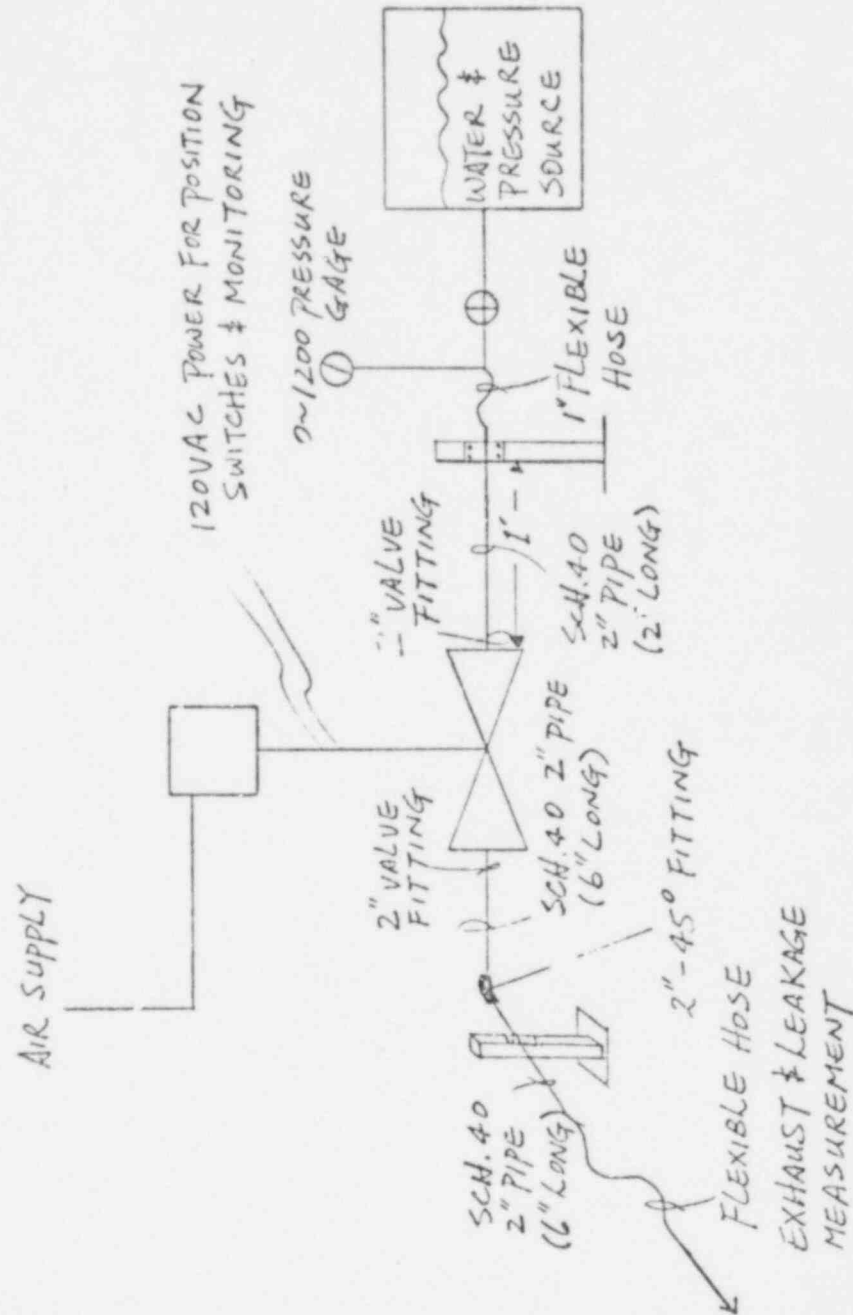 AIR SUPPLY
120VAC POWER FOR POSITION
SWITCHES & MONITORING
0~1200 PRESSURE
GAGE
WATER &
PRESSURE
SOURCE
2" VALVE
FITTING
" VALVE
FITTING
1'
1" FLEXIBLE
HOSE
SCH.40
2" PIPE
(2' LONG)
SCH.40 2" PIPE
(6" LONG)
2"-45° FITTING
SCH.40
2" PIPE
(6" LONG)
FLEXIBLE HOSE
EXHAUST & LEAKAGE
MEASUREMENT